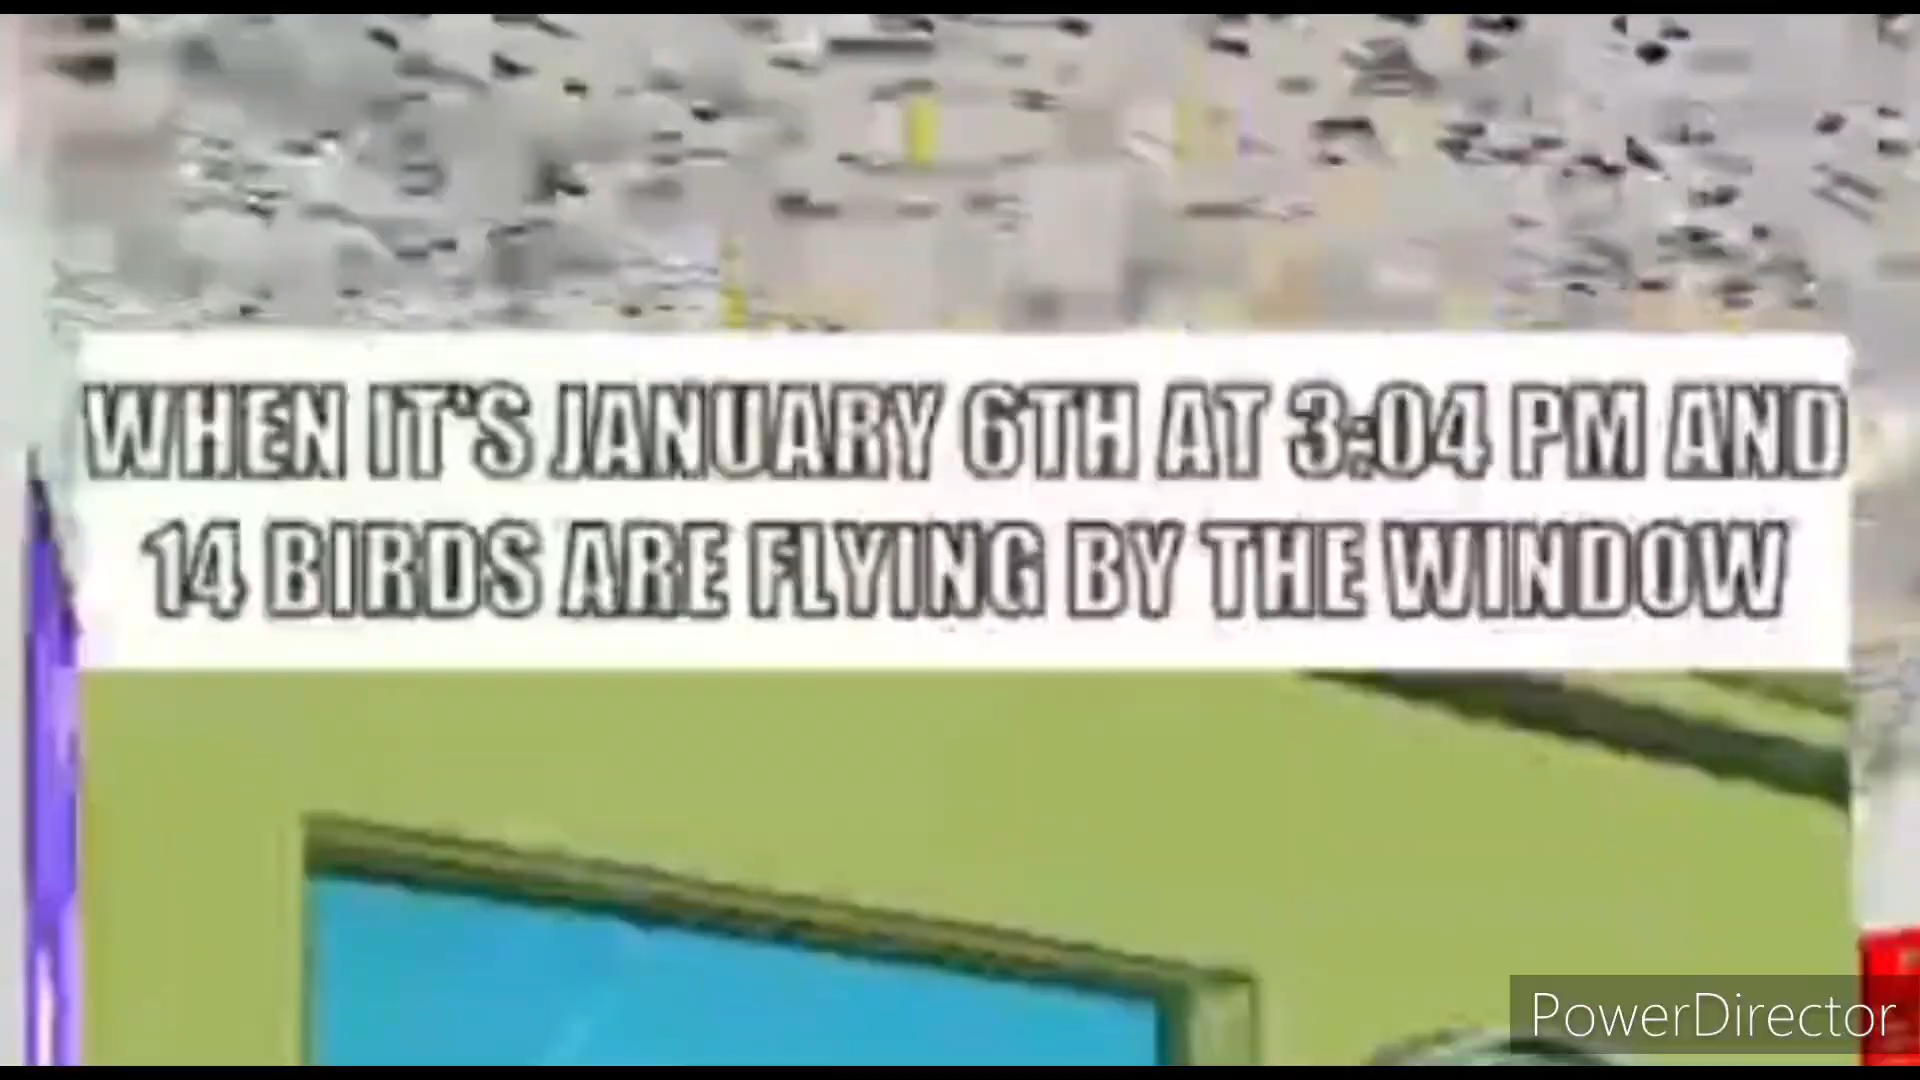 WHEN IT'S JANUARY 6TH AT 3:04 PM AND
14 BIRDS ARE FLYING BY THE WINDOW
PowerDirector